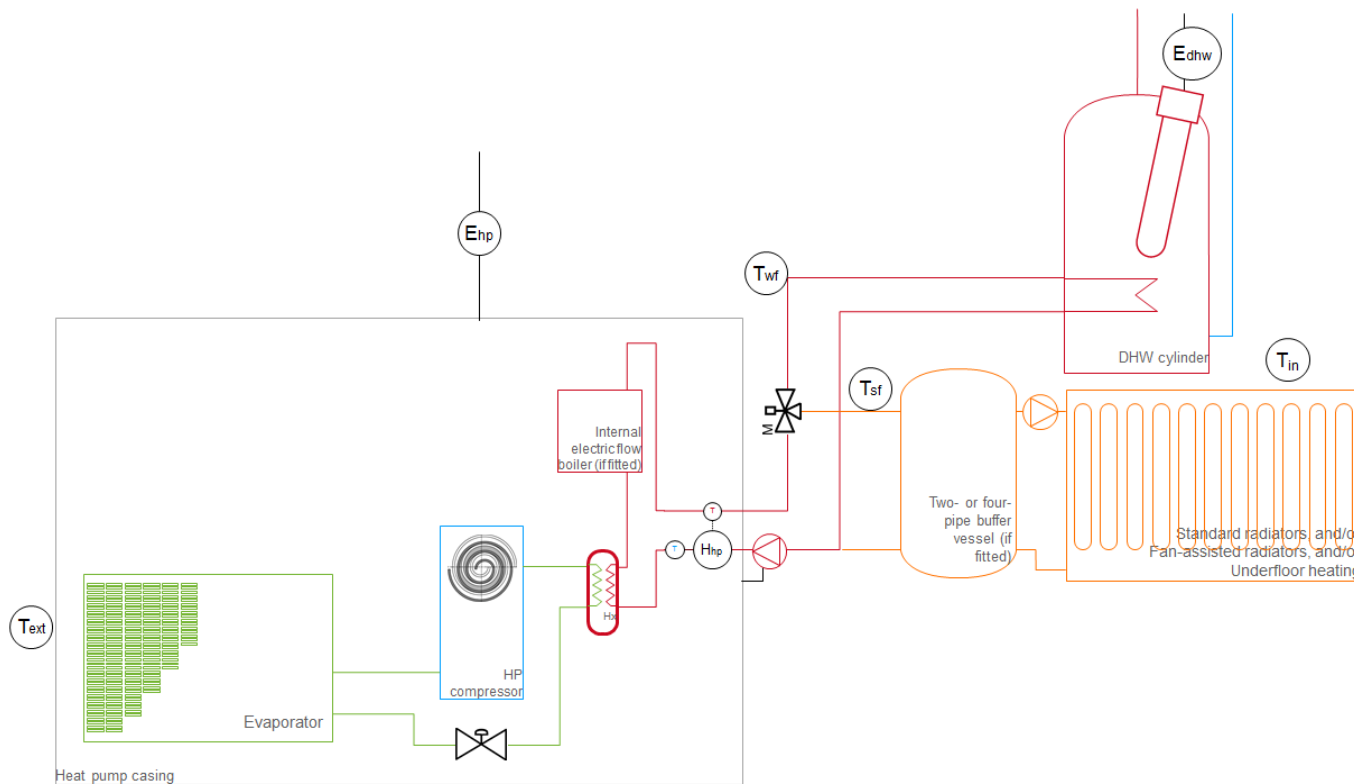 Edhw
Ehp
Twf
DHW cylinder
Tin
Tsf
M
Internal
electric flow
boiler (if fitted)
Two- or four-
pipe buffer
vessel (if
fitted)
T
T
Hhp
Standard radiators, and/o
Fan-assisted radiators, and/o
Underfloor heating
Hx
Text
HP
compressor
Evaporator
Heat pump casing